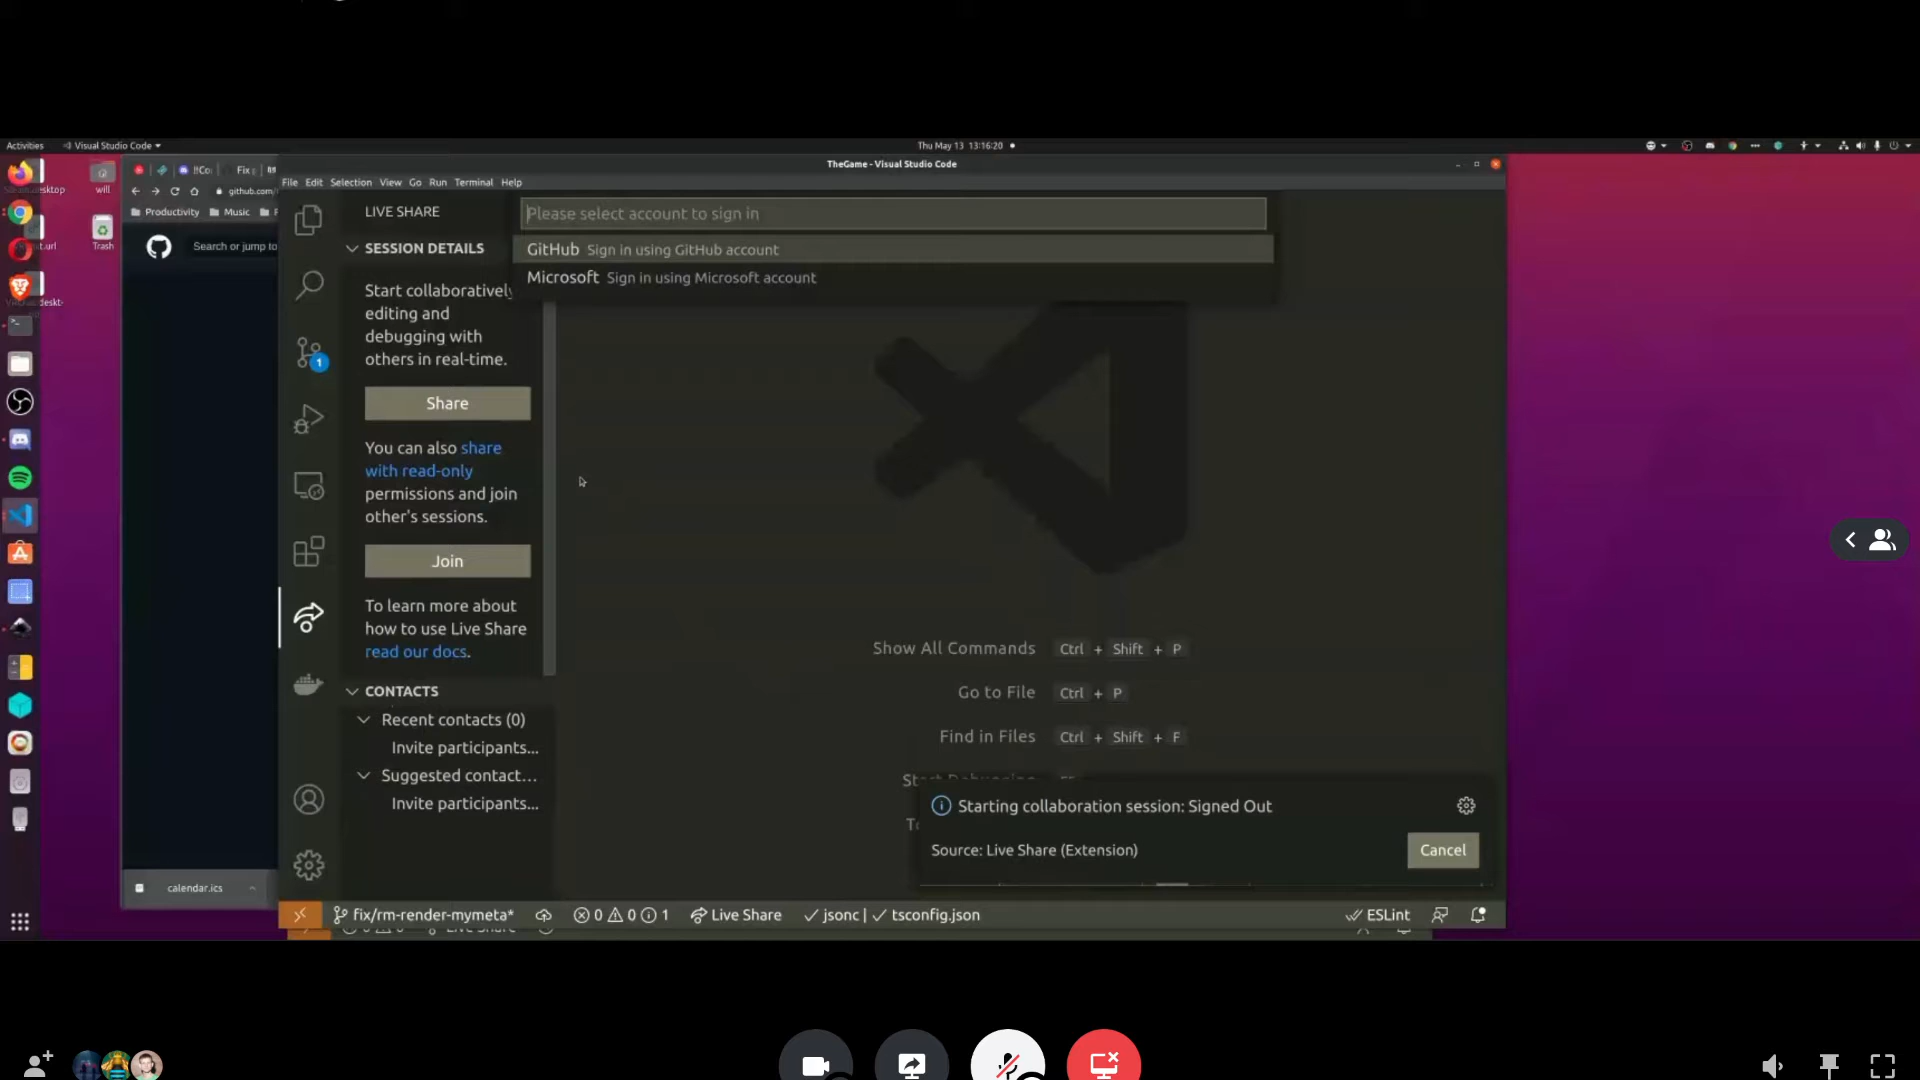 Activities
Visual Studio Code
Thu May 13 13:16:20
TheGame - Visual Studio Code
will
Trash
Fix
github.com/
Productivity
Music
Search or jump to
File Edit Selection View Go Run Terminal Help
LIVE SHARE
Please select account to sign in
GitHub Sign in using GitHub account
Microsoft Sign in using Microsoft account
SESSION DETAILS
Start collaboratively
editing and
debugging with
others in real-time.
Share
You can also share
with read-only
permissions and join
other's sessions.
Join
To learn more about
how to use Live Share
read our docs.
CONTACTS
Recent contacts (0)
Invite participants...
Suggested contact...
Invite participants...
1
Show All Commands Ctrl + Shift + P
Go to File Ctrl + P
Find in Files Ctrl + Shift + F
Starting collaboration session: Signed Out
Source: Live Share (Extension)
Cancel
calendar.ics
fix/rm-render-mymeta*
0 0 1
Live Share
jsonc | tsconfig.json
ESLint